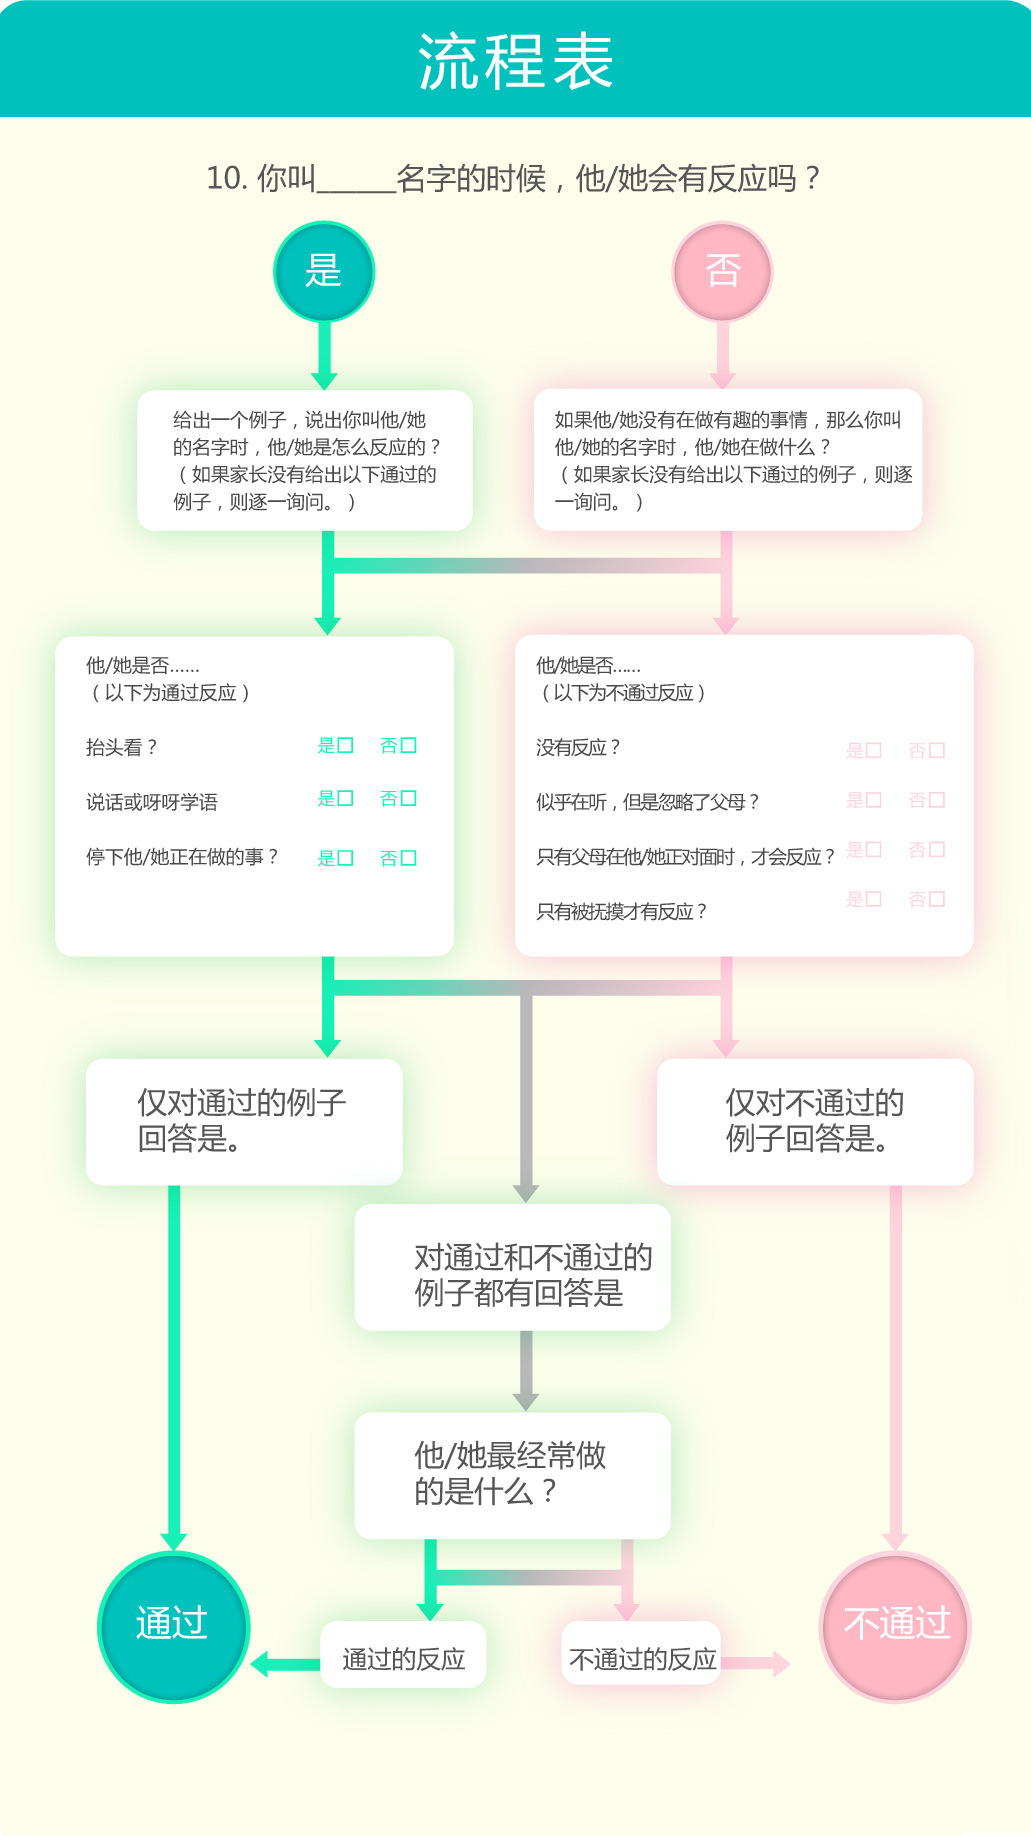 流程表
10. 你叫______名字的时候，他/她会有反应吗？
是
否
给出一个例子，说出你叫他/她
的名字时，他/她是怎么反应的？
（如果家长没有给出以下通过的
例子，则逐一询问。）
如果他/她没有在做有趣的事情，那么你叫
他/她的名字时，他/她在做什么？
（如果家长没有给出以下通过的例子，则逐
一询问。）
他/她是否......
（以下为通过反应）
抬头看？ 是□ 否□
说话或呀呀学语 是□ 否□
停下他/她正在做的事？ 是□ 否□
他/她是否......
（以下为不通过反应）
没有反应？ 是□ 否□
似乎在听，但是忽略了父母？ 是□ 否□
只有父母在他/她正对面时，才会反应？ 是□ 否□
只有被抚摸才有反应？ 是□ 否□
仅对通过的例子
回答是。
仅对不通过的
例子回答是。
对通过和不通过的
例子都有回答是
他/她最经常做
的是什么？
通过
不通过
通过的反应
不通过的反应